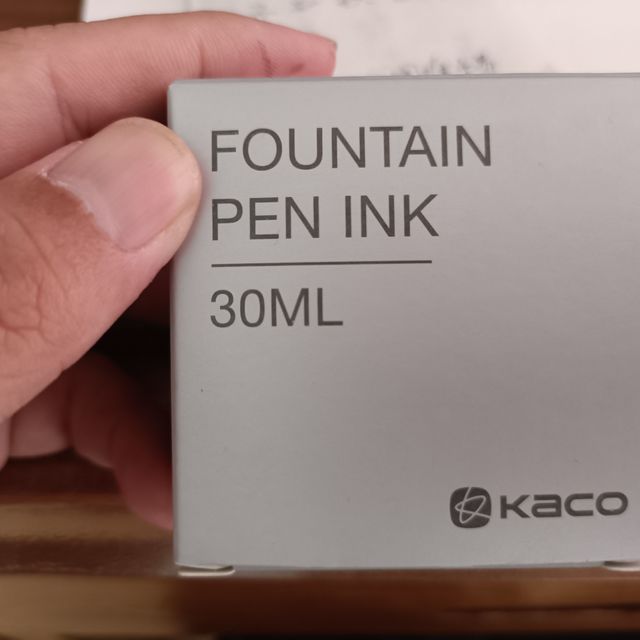 FOUNTAIN
PEN INK
30ML
KACO